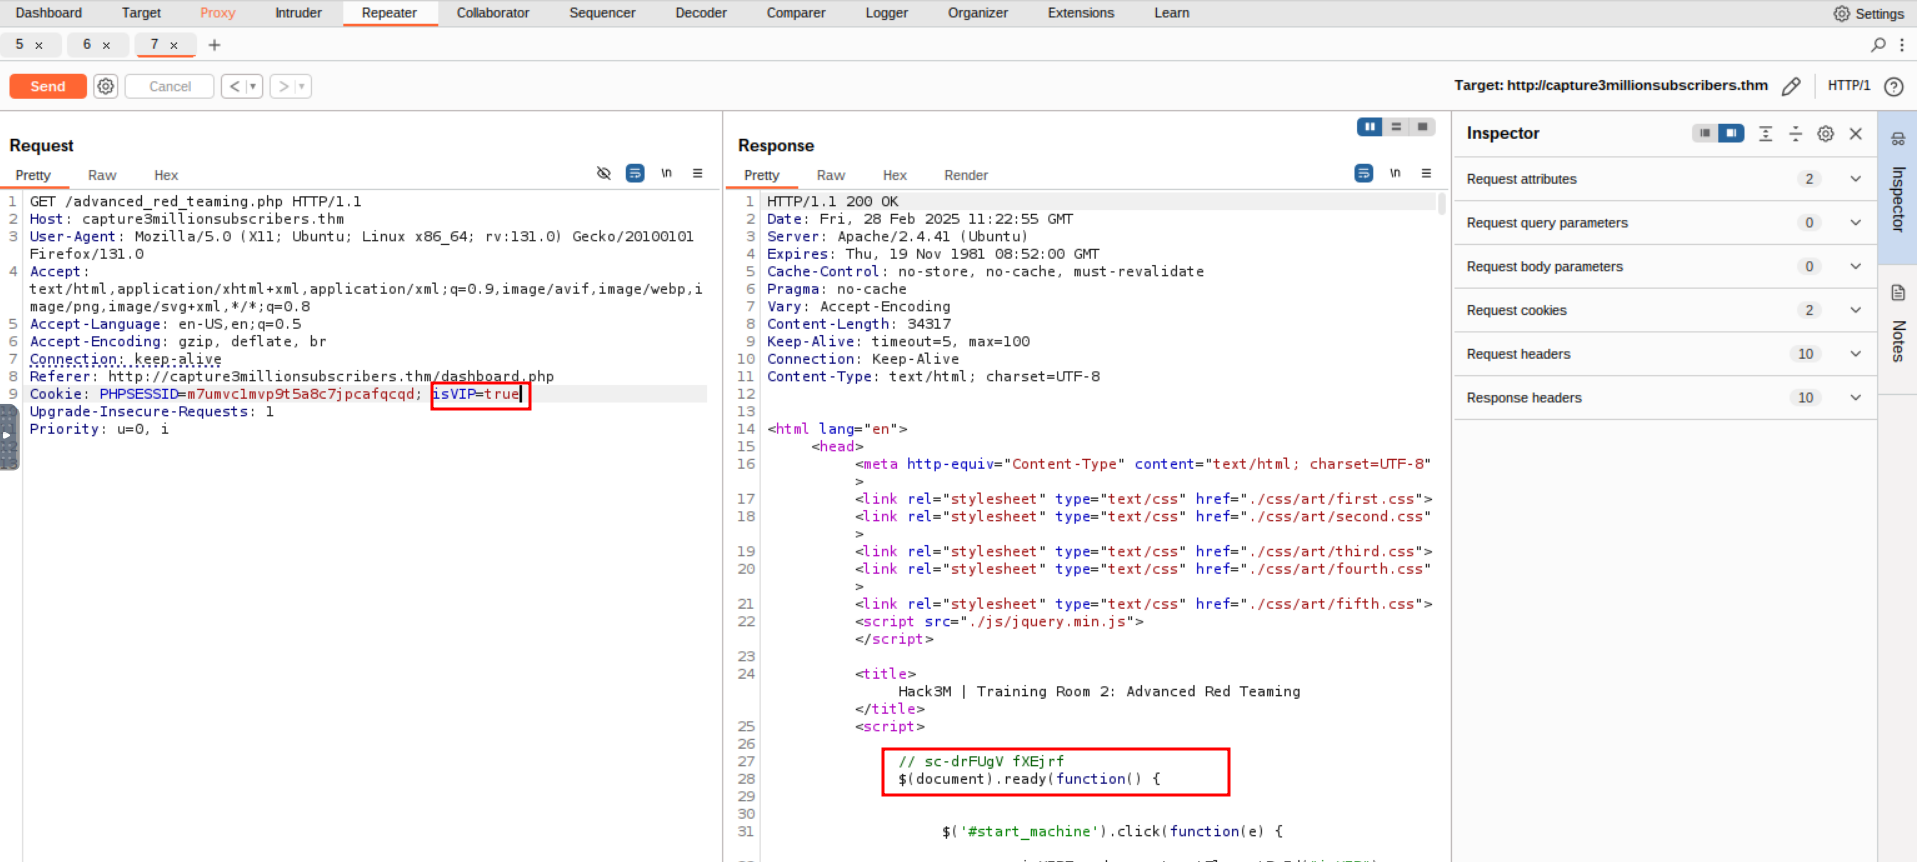 Dashboard Target Proxy Intruder Repeater Collaborator Sequencer Decoder Comparer Logger Organizer Extensions Learn Settings
5 × 6 × 7 × +
Send Cancel < > Target: http://capture3millionsubscribers.thm HTTP/1
Request
Pretty Raw Hex \n
1 GET /advanced_red_teaming.php HTTP/1.1
2 Host: capture3millionsubscribers.thm
3 User-Agent: Mozilla/5.0 (X11; Ubuntu; Linux x86_64; rv:131.0) Gecko/20100101
Firefox/131.0
4 Accept:
text/html,application/xhtml+xml,application/xml;q=0.9,image/avif,image/webp,i
mage/png,image/svg+xml,*/*;q=0.8
5 Accept-Language: en-US,en;q=0.5
6 Accept-Encoding: gzip, deflate, br
7 Connection: keep-alive
8 Referer: http://capture3millionsubscribers.thm/dashboard.php
9 Cookie: PHPSESSID=m7umvclmvp9t5a8c7jpcafqcqd; isVIP=true
Upgrade-Insecure-Requests: 1
Priority: u=0, i
Response
Pretty Raw Hex Render \n
1 HTTP/1.1 200 OK
2 Date: Fri, 28 Feb 2025 11:22:55 GMT
3 Server: Apache/2.4.41 (Ubuntu)
4 Expires: Thu, 19 Nov 1981 08:52:00 GMT
5 Cache-Control: no-store, no-cache, must-revalidate
6 Pragma: no-cache
7 Vary: Accept-Encoding
8 Content-Length: 34317
9 Keep-Alive: timeout=5, max=100
10 Connection: Keep-Alive
11 Content-Type: text/html; charset=UTF-8
12
13
14 <html lang="en">
15 <head>
16 <meta http-equiv="Content-Type" content="text/html; charset=UTF-8"
>
17 <link rel="stylesheet" type="text/css" href="./css/art/first.css">
18 <link rel="stylesheet" type="text/css" href="./css/art/second.css"
>
19 <link rel="stylesheet" type="text/css" href="./css/art/third.css">
20 <link rel="stylesheet" type="text/css" href="./css/art/fourth.css"
>
21 <link rel="stylesheet" type="text/css" href="./css/art/fifth.css">
22 <script src="./js/jquery.min.js">
</script>
23
24 <title>
Hack3M | Training Room 2: Advanced Red Teaming
</title>
25 <script>
26
27 // sc-drFUgV fXEjrf
28 $(document).ready(function() {
29
30
31 $('#start_machine').click(function(e) {
Inspector
Request attributes 2
Request query parameters 0
Request body parameters 0
Request cookies 2
Request headers 10
Response headers 10
Inspector
Notes